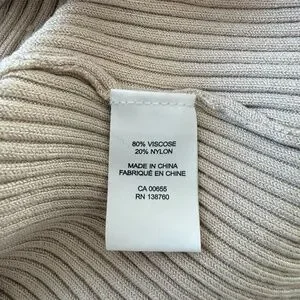 80% VISCOSE
20% NYLON
MADE IN CHINA
FABRIQUÉ EN CHINE
CA 00655
RN 138760